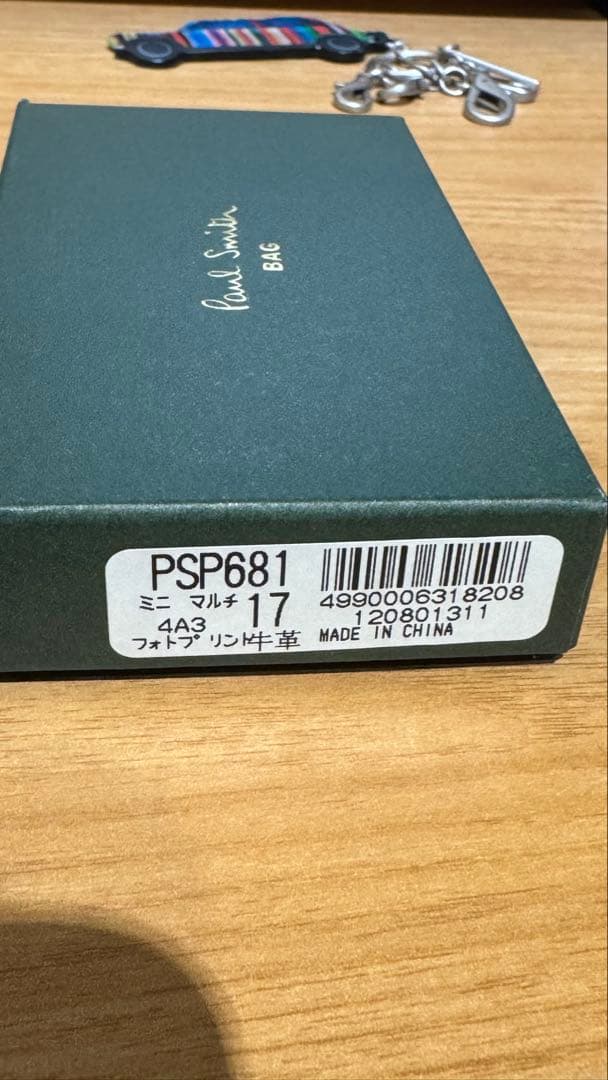 Paul Smith
BAG
PSP681
ミニ マルチ 17
4A3
フォトプリント牛革
4990006318208
120801311
MADE IN CHINA